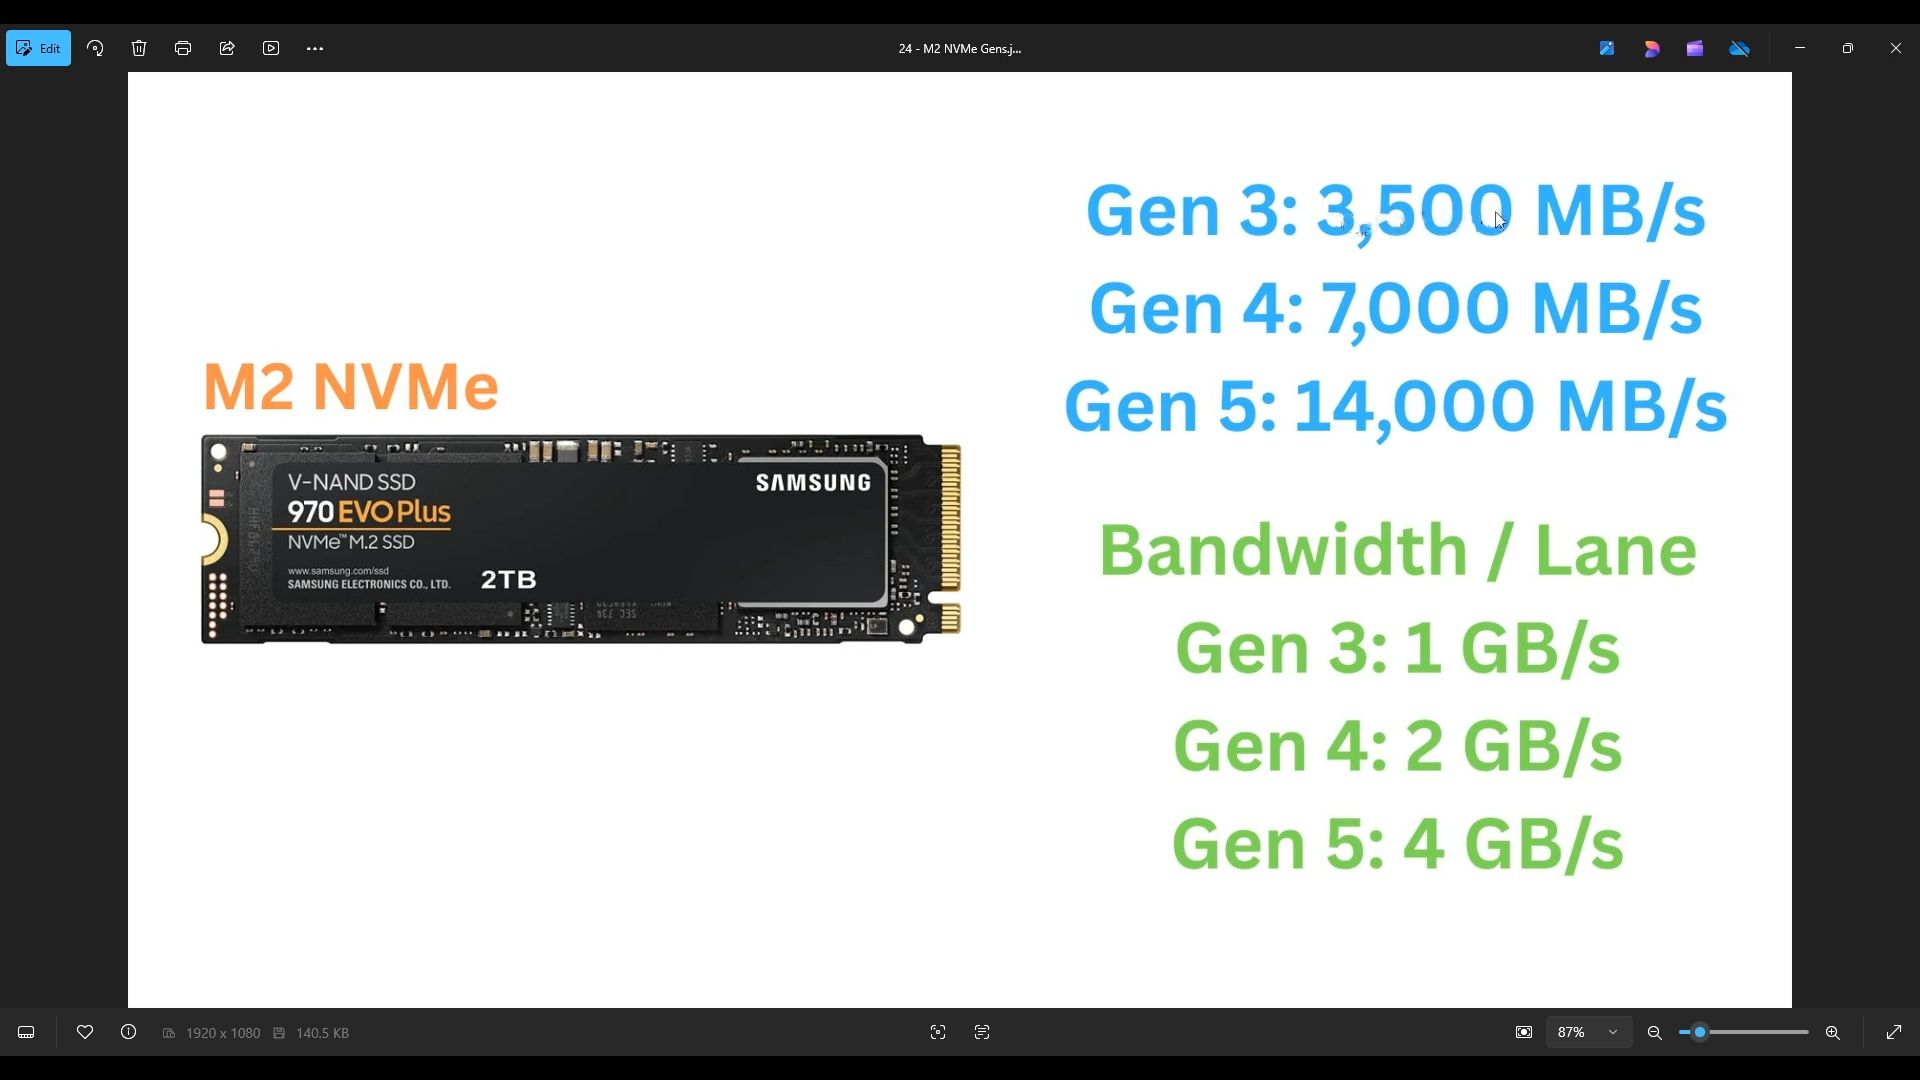 Edit
24 - M2 NVMe Gens.j...
Gen 3: 3,500 MB/s
Gen 4: 7,000 MB/s
Gen 5: 14,000 MB/s
M2 NVMe
V-NAND SSD
970 EVO Plus
NVMe™ M.2 SSD
www.samsung.com/ssd
SAMSUNG ELECTRONICS CO., LTD.
2TB
SAMSUNG
Bandwidth / Lane
Gen 3: 1 GB/s
Gen 4: 2 GB/s
Gen 5: 4 GB/s
1920 x 1080
140.5 KB
87%